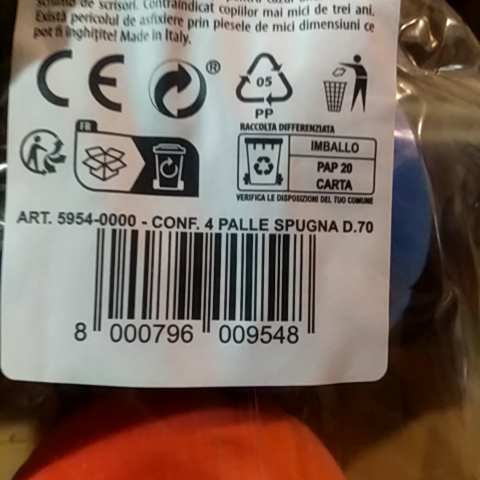 de scrisori. Contraindicat copiilor mai mici de trei ani.
Există pericolul de asfixiere prin piesele de mici dimensiuni ce
pot fi înghițite! Made in Italy.
CE
®
05
PP
FR
RACCOLTA DIFFERENZIATA
IMBALLO
PAP 20
CARTA
VERIFICA LE DISPOSIZIONI DEL TUO COMUNE
ART. 5954-0000 - CONF. 4 PALLE SPUGNA D.70
8 000796 009548